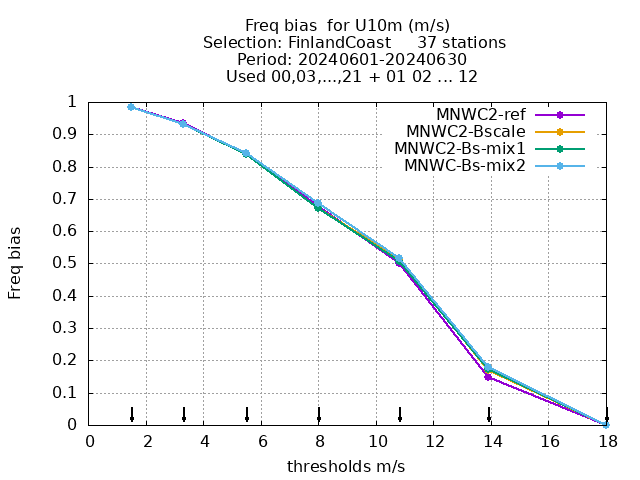 Freq bias  for U10m (m/s)
Selection: FinlandCoast     37 stations
Period: 20240601-20240630
Used 00,03,...,21 + 01 02 ... 12
MNWC2-ref
MNWC2-Bscale
MNWC2-Bs-mix1
MNWC-Bs-mix2
Freq bias
1
0.9
0.8
0.7
0.6
0.5
0.4
0.3
0.2
0.1
0
0 2 4 6 8 10 12 14 16 18
thresholds m/s